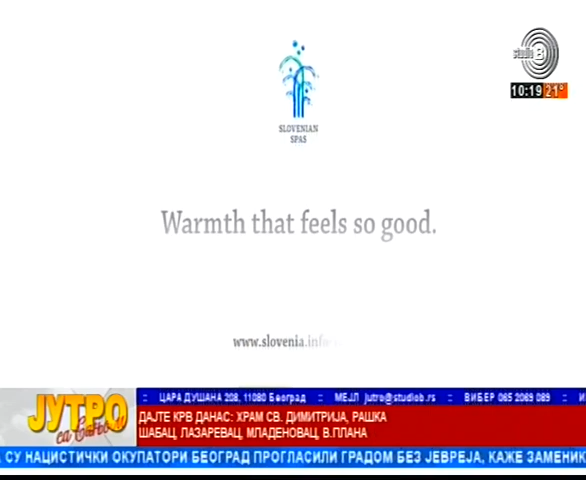 studio B
10:19 21°
SLOVENIAN
SPAS
Warmth that feels so good.
www.slovenia.info
:: ЦАРА ДУШАНА 208, 11080 Београд :: МЕЈЛ jutro@studiob.rs :: ВИБЕР 065 2069 089 ::
ЈУТРО
са
ДАЈТЕ КРВ ДАНАС: ХРАМ СВ. ДИМИТРИЈА, РАШКА
ШАБАЦ, ЛАЗАРЕВАЦ, МЛАДЕНОВАЦ, В.ПЛАНА
СУ НАЦИСТИЧКИ ОКУПАТОРИ БЕОГРАД ПРОГЛАСИЛИ ГРАДОМ БЕЗ ЈЕВРЕЈА, КАЖЕ ЗАМЕНИК